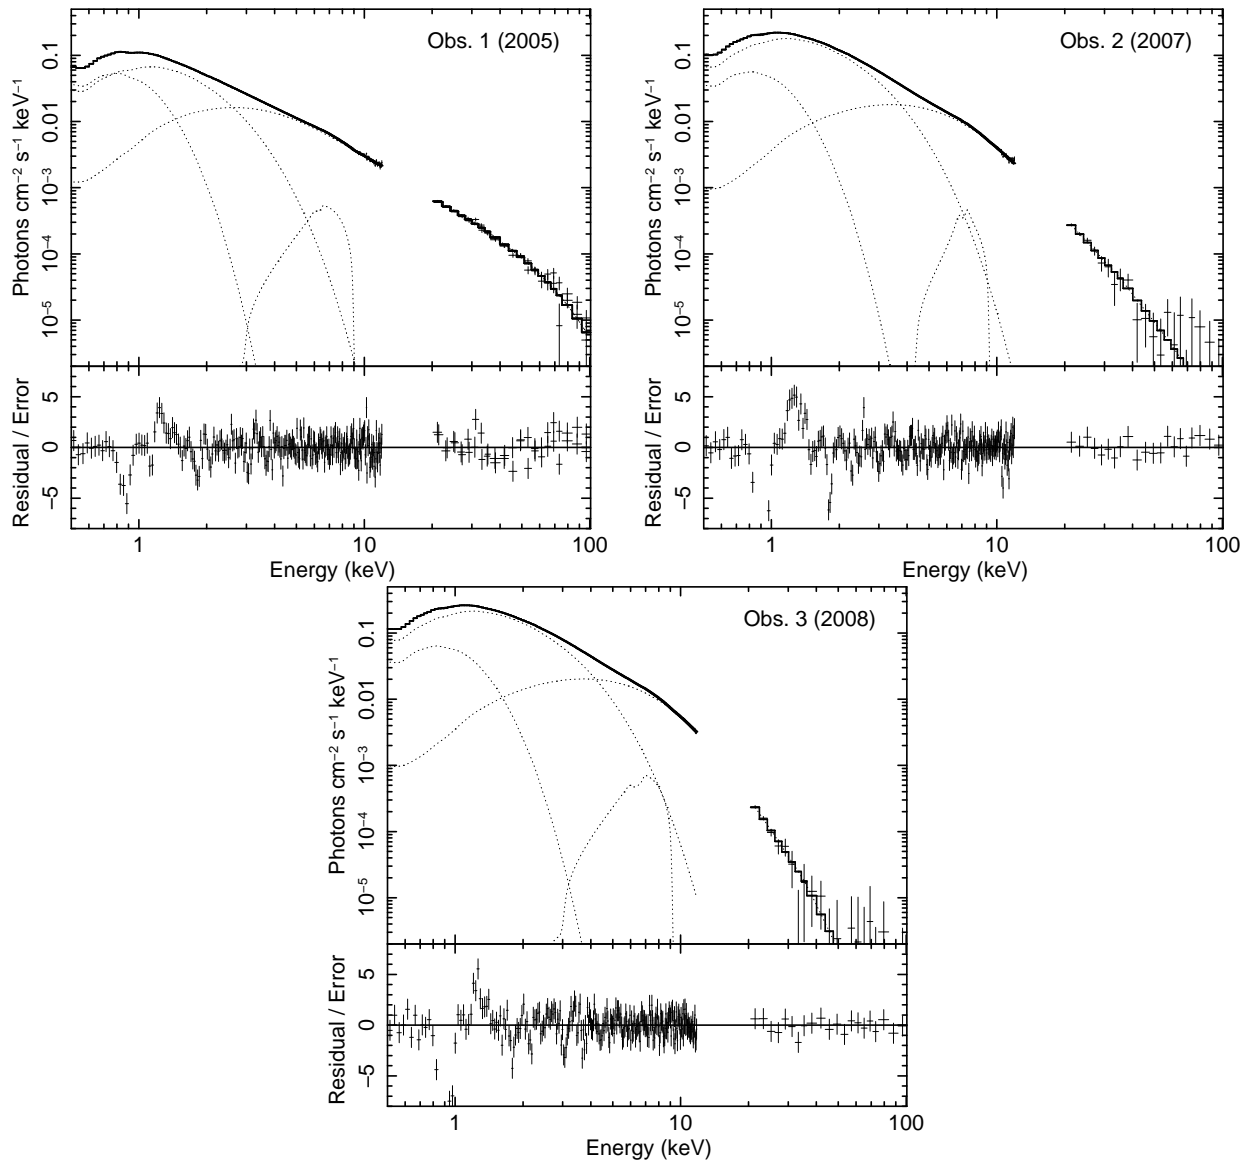 Obs. 1 (2005)
Photons cm⁻² s⁻¹ keV⁻¹
0.1
0.01
10⁻³
10⁻⁴
10⁻⁵
Residual / Error
5
0
−5
1
10
100
Energy (keV)
Obs. 2 (2007)
Photons cm⁻² s⁻¹ keV⁻¹
0.1
0.01
10⁻³
10⁻⁴
10⁻⁵
Residual / Error
5
0
−5
1
10
100
Energy (keV)
Obs. 3 (2008)
Photons cm⁻² s⁻¹ keV⁻¹
0.1
0.01
10⁻³
10⁻⁴
10⁻⁵
Residual / Error
5
0
−5
1
10
100
Energy (keV)